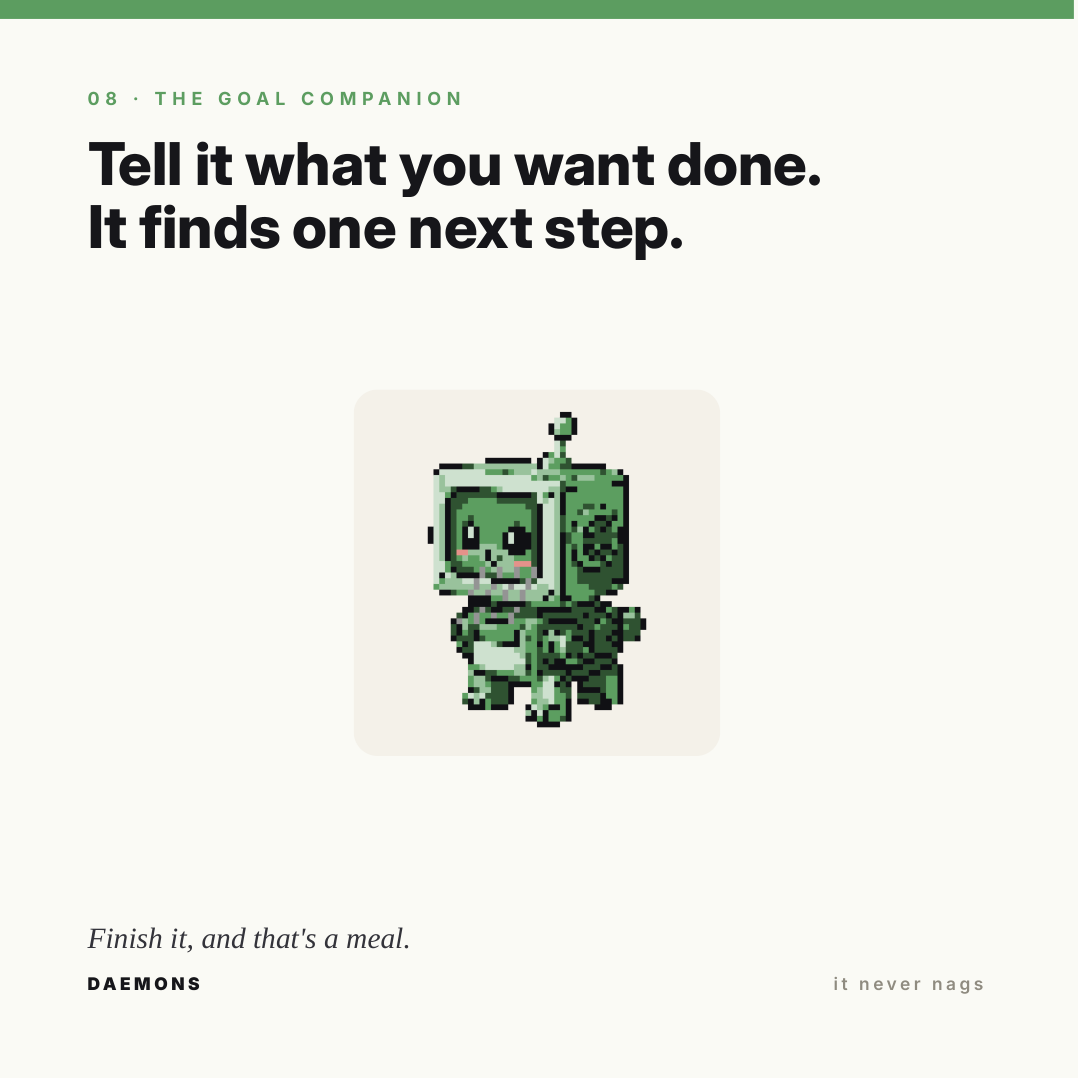 08 · THE GOAL COMPANION
Tell it what you want done.
It finds one next step.
Finish it, and that's a meal.
DAEMONS
it never nags